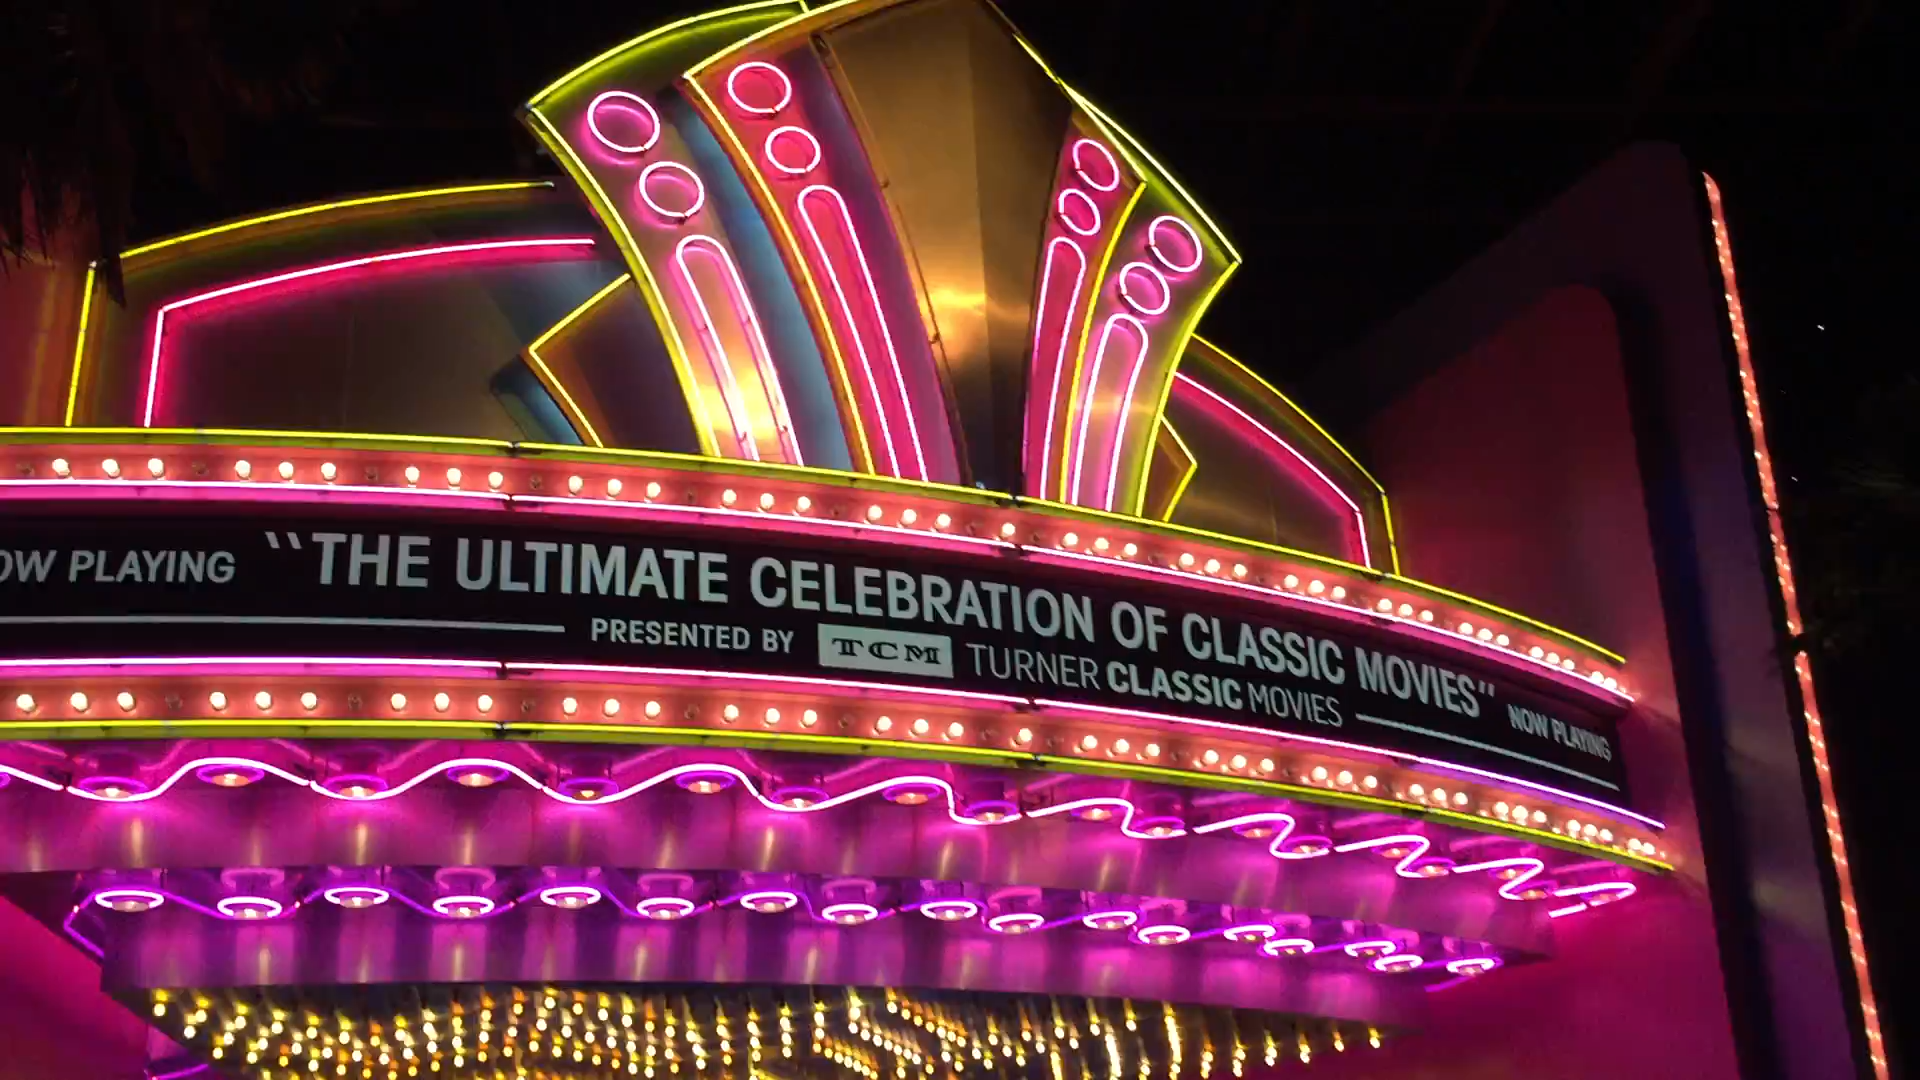 OW PLAYING "THE ULTIMATE CELEBRATION OF CLASSIC MOVIES" NOW PLAYING
PRESENTED BY TCM TURNER CLASSIC MOVIES